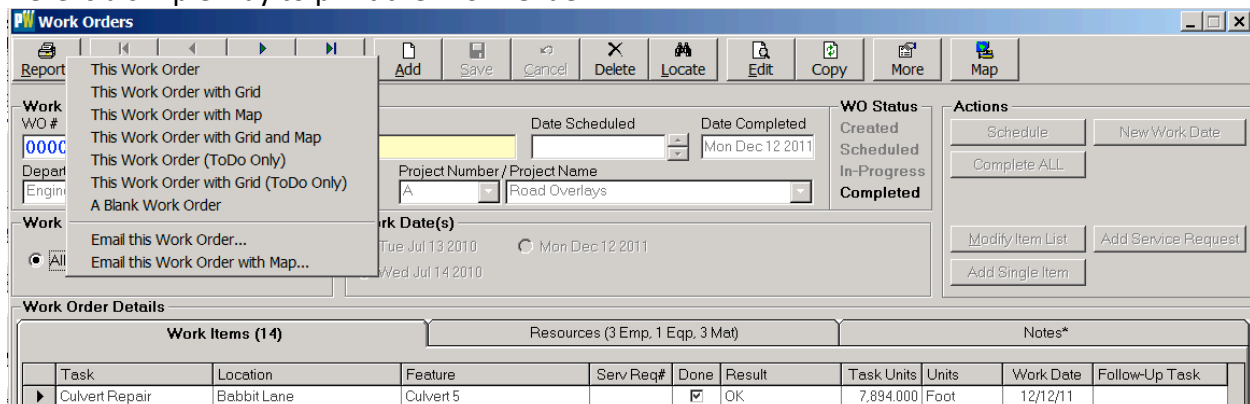 Work Orders
Report Add Save Cancel Delete Locate Edit Copy More Map
This Work Order
This Work Order with Grid
This Work Order with Map
This Work Order with Grid and Map
This Work Order (ToDo Only)
This Work Order with Grid (ToDo Only)
A Blank Work Order
Email this Work Order...
Email this Work Order with Map...
Work
WO # Date Scheduled Date Completed
Mon Dec 12 2011
Project Number / Project Name
A Road Overlays
WO Status
Created
Scheduled
In-Progress
Completed
Actions
Schedule New Work Date
Complete ALL
Modify Item List Add Service Request
Add Single Item
Work
Tue Jul 13 2010 Mon Dec 12 2011
Wed Jul 14 2010
Work Order Details
Work Items (14) Resources (3 Emp, 1 Eqp, 3 Mat) Notes*
Task Location Feature Serv Req# Done Result Task Units Units Work Date Follow-Up Task
Culvert Repair Babbit Lane Culvert 5 OK 7,894.000 Foot 12/12/11